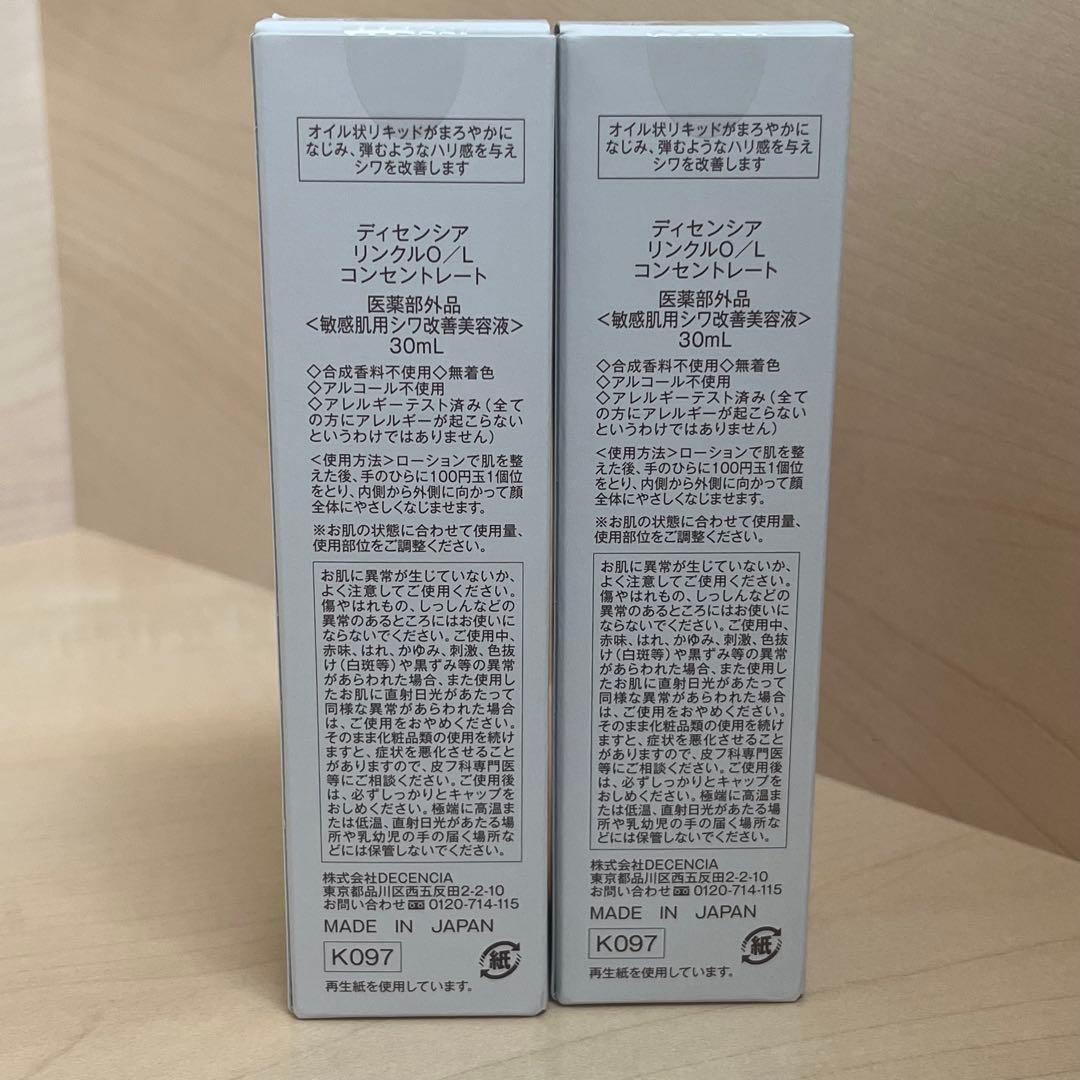 オイル状リキッドがまろやかに
なじみ、弾むようなハリ感を与え
シワを改善します
ディセンシア
リンクルO/L
コンセントレート
医薬部外品
<敏感肌用シワ改善美容液>
30mL
◇合成香料不使用◇無着色
◇アルコール不使用
◇アレルギーテスト済み(全て
の方にアレルギーが起こらない
というわけではありません)
<使用方法>ローションで肌を整
えた後、手のひらに100円玉1個位
をとり、内側から外側に向かって顔
全体にやさしくなじませます。
※お肌の状態に合わせて使用量、
使用部位をご調整ください。
お肌に異常が生じていないか、
よく注意してご使用ください。
傷やはれもの、しっしんなどの
異常のあるところにはお使いに
ならないでください。ご使用中、
赤味、はれ、かゆみ、刺激、色抜
け(白斑等)や黒ずみ等の異常
があらわれた場合、また使用し
たお肌に直射日光があたって
同様な異常があらわれた場合
は、ご使用をおやめください。
そのまま化粧品類の使用を続け
ますと、症状を悪化させること
がありますので、皮フ科専門医
等にご相談ください。ご使用後
は、必ずしっかりとキャップを
おしめください。極端に高温ま
たは低温、直射日光があたる場
所や乳幼児の手の届く場所な
どには保管しないでください。
株式会社DECENCIA
東京都品川区西五反田2-2-10
お問い合わせ 0120-714-115
MADE IN JAPAN
K097
紙
再生紙を使用しています。
オイル状リキッドがまろやかに
なじみ、弾むようなハリ感を与え
シワを改善します
ディセンシア
リンクルO/L
コンセントレート
医薬部外品
<敏感肌用シワ改善美容液>
30mL
◇合成香料不使用◇無着色
◇アルコール不使用
◇アレルギーテスト済み(全て
の方にアレルギーが起こらない
というわけではありません)
<使用方法>ローションで肌を整
えた後、手のひらに100円玉1個位
をとり、内側から外側に向かって顔
全体にやさしくなじませます。
※お肌の状態に合わせて使用量、
使用部位をご調整ください。
お肌に異常が生じていないか、
よく注意してご使用ください。
傷やはれもの、しっしんなどの
異常のあるところにはお使いに
ならないでください。ご使用中、
赤味、はれ、かゆみ、刺激、色抜
け(白斑等)や黒ずみ等の異常
があらわれた場合、また使用し
たお肌に直射日光があたって
同様な異常があらわれた場合
は、ご使用をおやめください。
そのまま化粧品類の使用を続け
ますと、症状を悪化させること
がありますので、皮フ科専門医
等にご相談ください。ご使用後
は、必ずしっかりとキャップを
おしめください。極端に高温ま
たは低温、直射日光があたる場
所や乳幼児の手の届く場所な
どには保管しないでください。
株式会社DECENCIA
東京都品川区西五反田2-2-10
お問い合わせ 0120-714-115
MADE IN JAPAN
K097
紙
再生紙を使用しています。